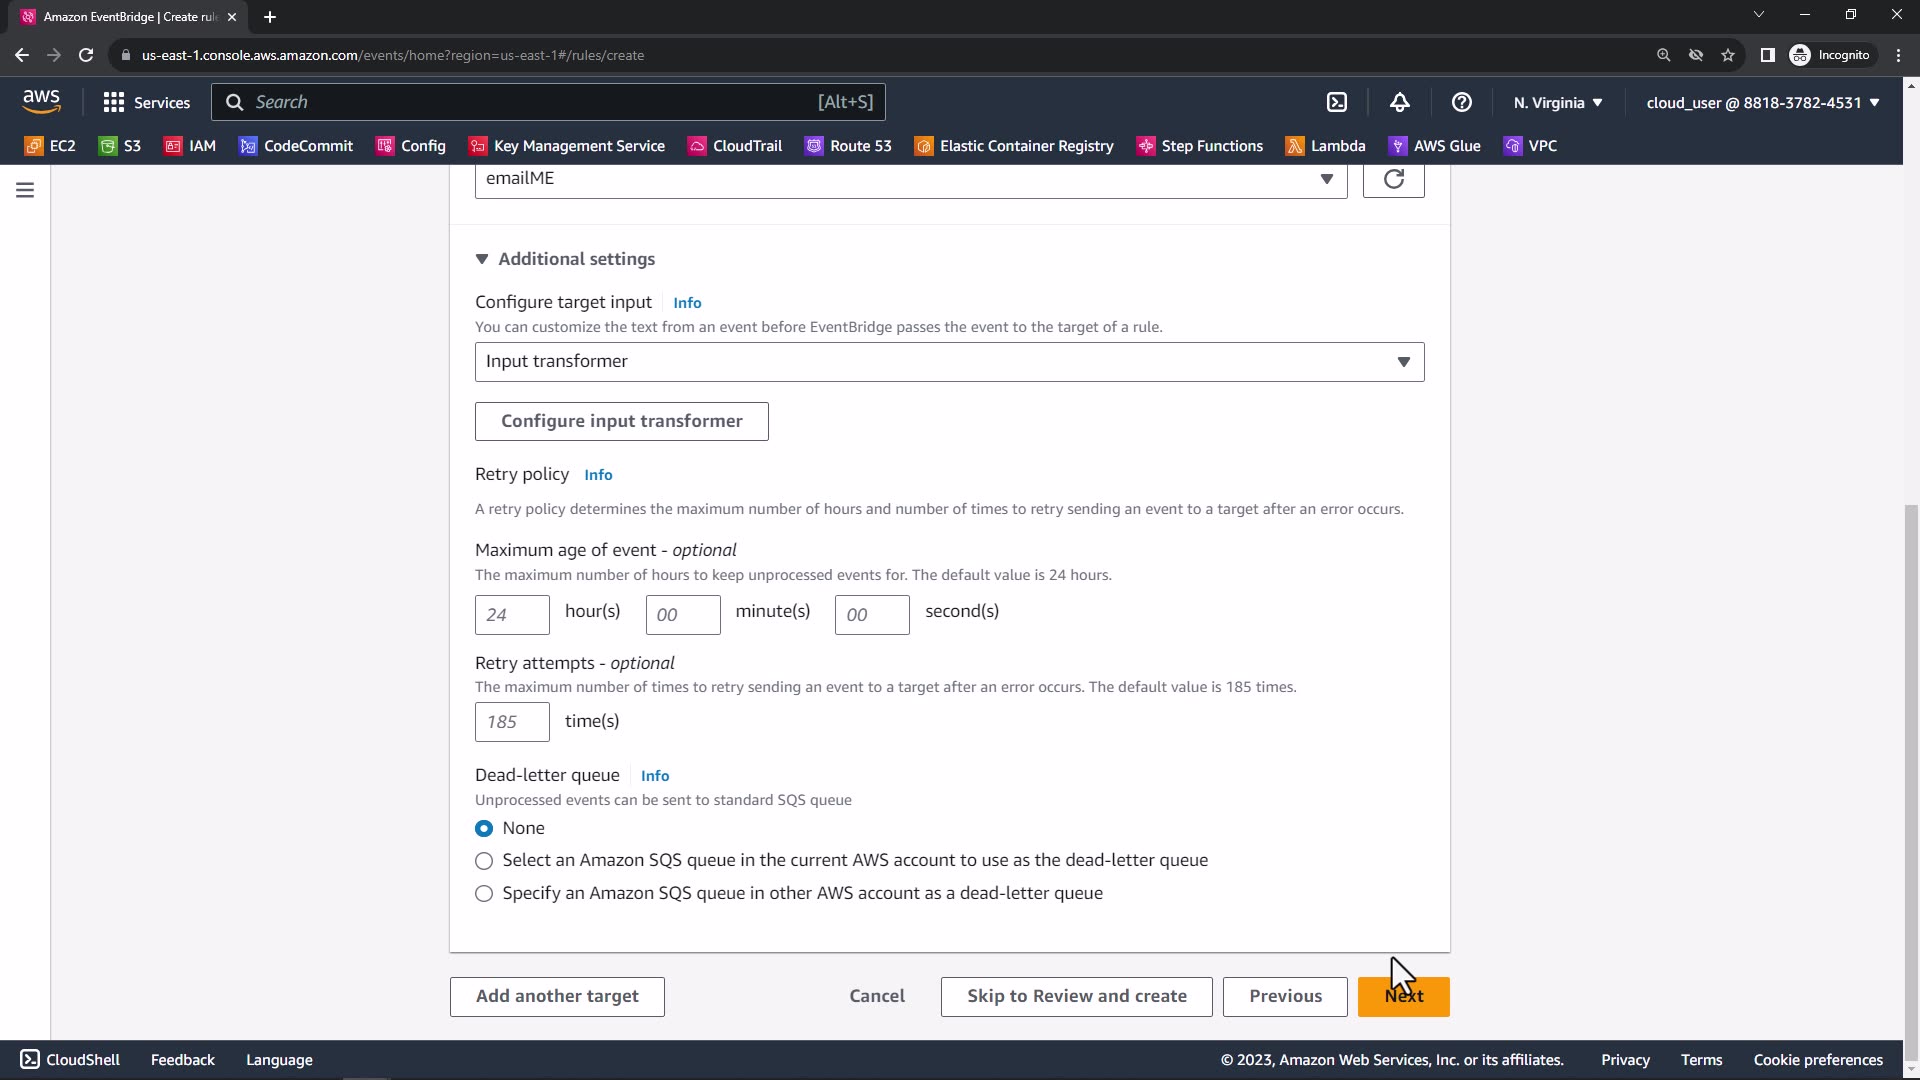 Amazon EventBridge | Create rule
us-east-1.console.aws.amazon.com/events/home?region=us-east-1#/rules/create
Incognito
aws
Services
Search
[Alt+S]
N. Virginia
cloud_user @ 8818-3782-4531
EC2
S3
IAM
CodeCommit
Config
Key Management Service
CloudTrail
Route 53
Elastic Container Registry
Step Functions
Lambda
AWS Glue
VPC
emailME
Additional settings
Configure target input
Info
You can customize the text from an event before EventBridge passes the event to the target of a rule.
Input transformer
Configure input transformer
Retry policy
Info
A retry policy determines the maximum number of hours and number of times to retry sending an event to a target after an error occurs.
Maximum age of event - optional
The maximum number of hours to keep unprocessed events for. The default value is 24 hours.
24
hour(s)
00
minute(s)
00
second(s)
Retry attempts - optional
The maximum number of times to retry sending an event to a target after an error occurs. The default value is 185 times.
185
time(s)
Dead-letter queue
Info
Unprocessed events can be sent to standard SQS queue
None
Select an Amazon SQS queue in the current AWS account to use as the dead-letter queue
Specify an Amazon SQS queue in other AWS account as a dead-letter queue
Add another target
Cancel
Skip to Review and create
Previous
Next
CloudShell
Feedback
Language
© 2023, Amazon Web Services, Inc. or its affiliates.
Privacy
Terms
Cookie preferences